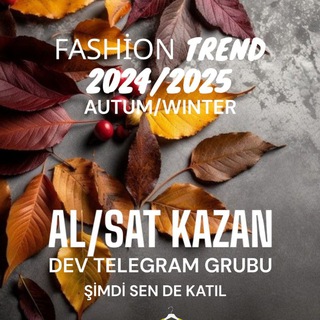 FASHİON TREND
2024/2025
AUTUM/WINTER
AL/SAT KAZAN
DEV TELEGRAM GRUBU
ŞİMDİ SEN DE KATIL